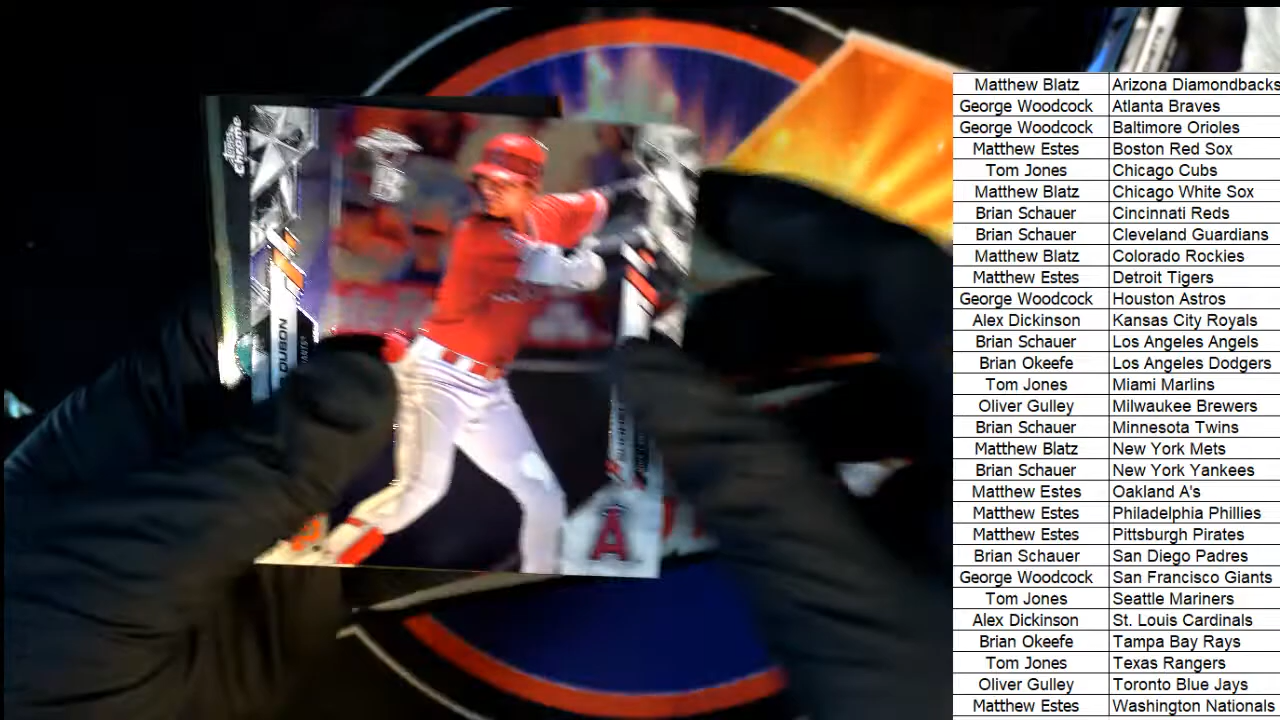 Topps
CHROME
DUBON
A
Matthew Blatz Arizona Diamondbacks
George Woodcock Atlanta Braves
George Woodcock Baltimore Orioles
Matthew Estes Boston Red Sox
Tom Jones Chicago Cubs
Matthew Blatz Chicago White Sox
Brian Schauer Cincinnati Reds
Brian Schauer Cleveland Guardians
Matthew Blatz Colorado Rockies
Matthew Estes Detroit Tigers
George Woodcock Houston Astros
Alex Dickinson Kansas City Royals
Brian Schauer Los Angeles Angels
Brian Okeefe Los Angeles Dodgers
Tom Jones Miami Marlins
Oliver Gulley Milwaukee Brewers
Brian Schauer Minnesota Twins
Matthew Blatz New York Mets
Brian Schauer New York Yankees
Matthew Estes Oakland A's
Matthew Estes Philadelphia Phillies
Matthew Estes Pittsburgh Pirates
Brian Schauer San Diego Padres
George Woodcock San Francisco Giants
Tom Jones Seattle Mariners
Alex Dickinson St. Louis Cardinals
Brian Okeefe Tampa Bay Rays
Tom Jones Texas Rangers
Oliver Gulley Toronto Blue Jays
Matthew Estes Washington Nationals